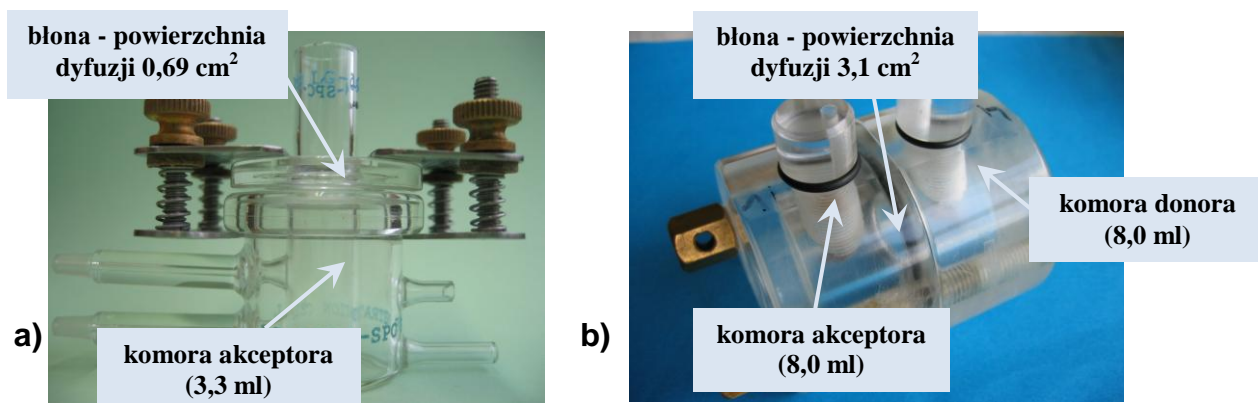 błona - powierzchnia
dyfuzji 0,69 cm²
błona - powierzchnia
dyfuzji 3,1 cm²
komora donora
(8,0 ml)
komora akceptora
(3,3 ml)
komora akceptora
(8,0 ml)
a)
b)